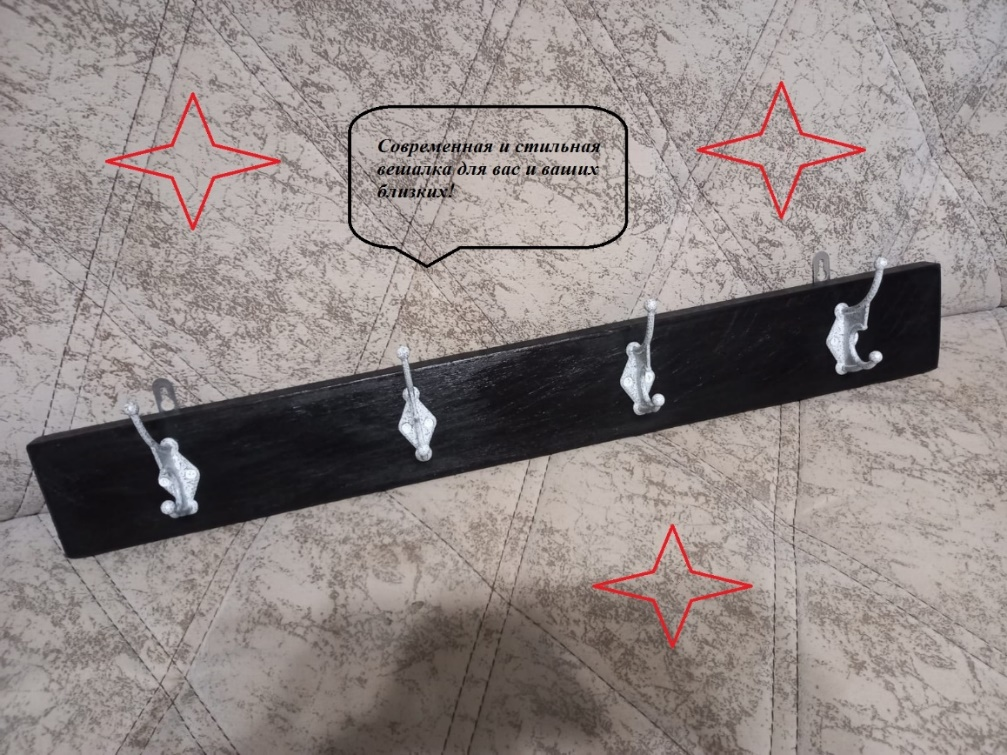 Современная и стильная
вешалка для вас и ваших
близких!